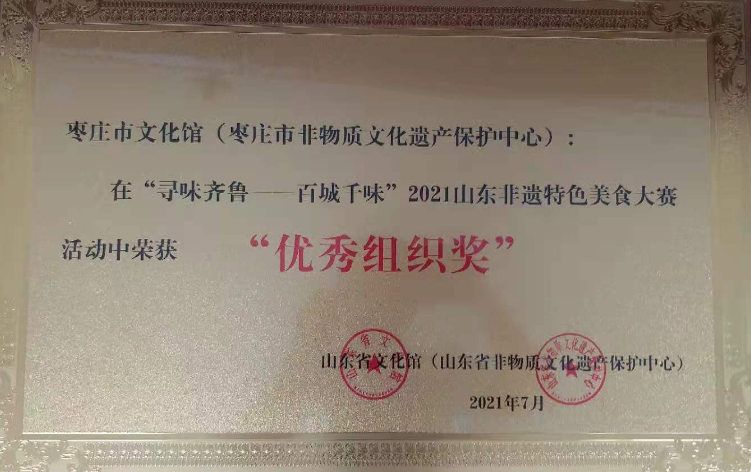 枣庄市文化馆（枣庄市非物质文化遗产保护中心）：
在“寻味齐鲁——百城千味”2021山东非遗特色美食大赛
活动中荣获 “优秀组织奖”
山东省文化馆（山东省非物质文化遗产保护中心）
2021年7月